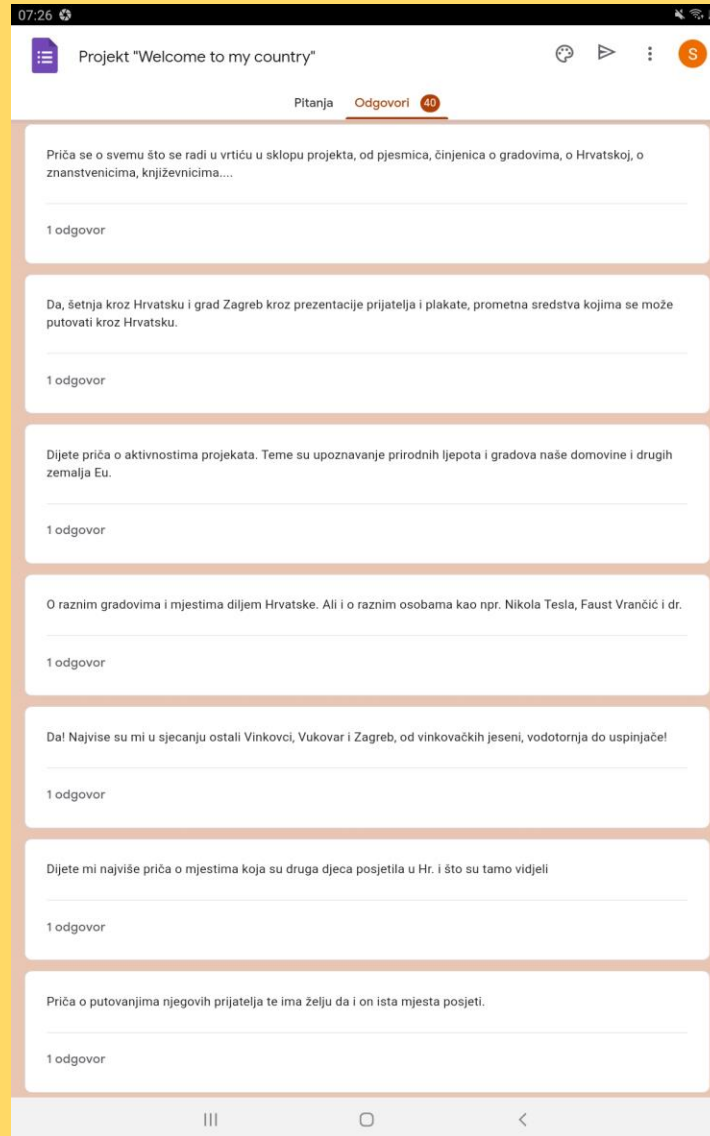 07:26
Projekt "Welcome to my country"
S
Pitanja Odgovori 40
Priča se o svemu što se radi u vrtiću u sklopu projekta, od pjesmica, činjenica o gradovima, o Hrvatskoj, o
znanstvenicima, književnicima....
1 odgovor
Da, šetnja kroz Hrvatsku i grad Zagreb kroz prezentacije prijatelja i plakate, prometna sredstva kojima se može
putovati kroz Hrvatsku.
1 odgovor
Dijete priča o aktivnostima projekata. Teme su upoznavanje prirodnih ljepota i gradova naše domovine i drugih
zemalja Eu.
1 odgovor
O raznim gradovima i mjestima diljem Hrvatske. Ali i o raznim osobama kao npr. Nikola Tesla, Faust Vrančić i dr.
1 odgovor
Da! Najvise su mi u sjecanju ostali Vinkovci, Vukovar i Zagreb, od vinkovačkih jeseni, vodotornja do uspinjače!
1 odgovor
Dijete mi najviše priča o mjestima koja su druga djeca posjetila u Hr. i što su tamo vidjeli
1 odgovor
Priča o putovanjima njegovih prijatelja te ima želju da i on ista mjesta posjeti.
1 odgovor